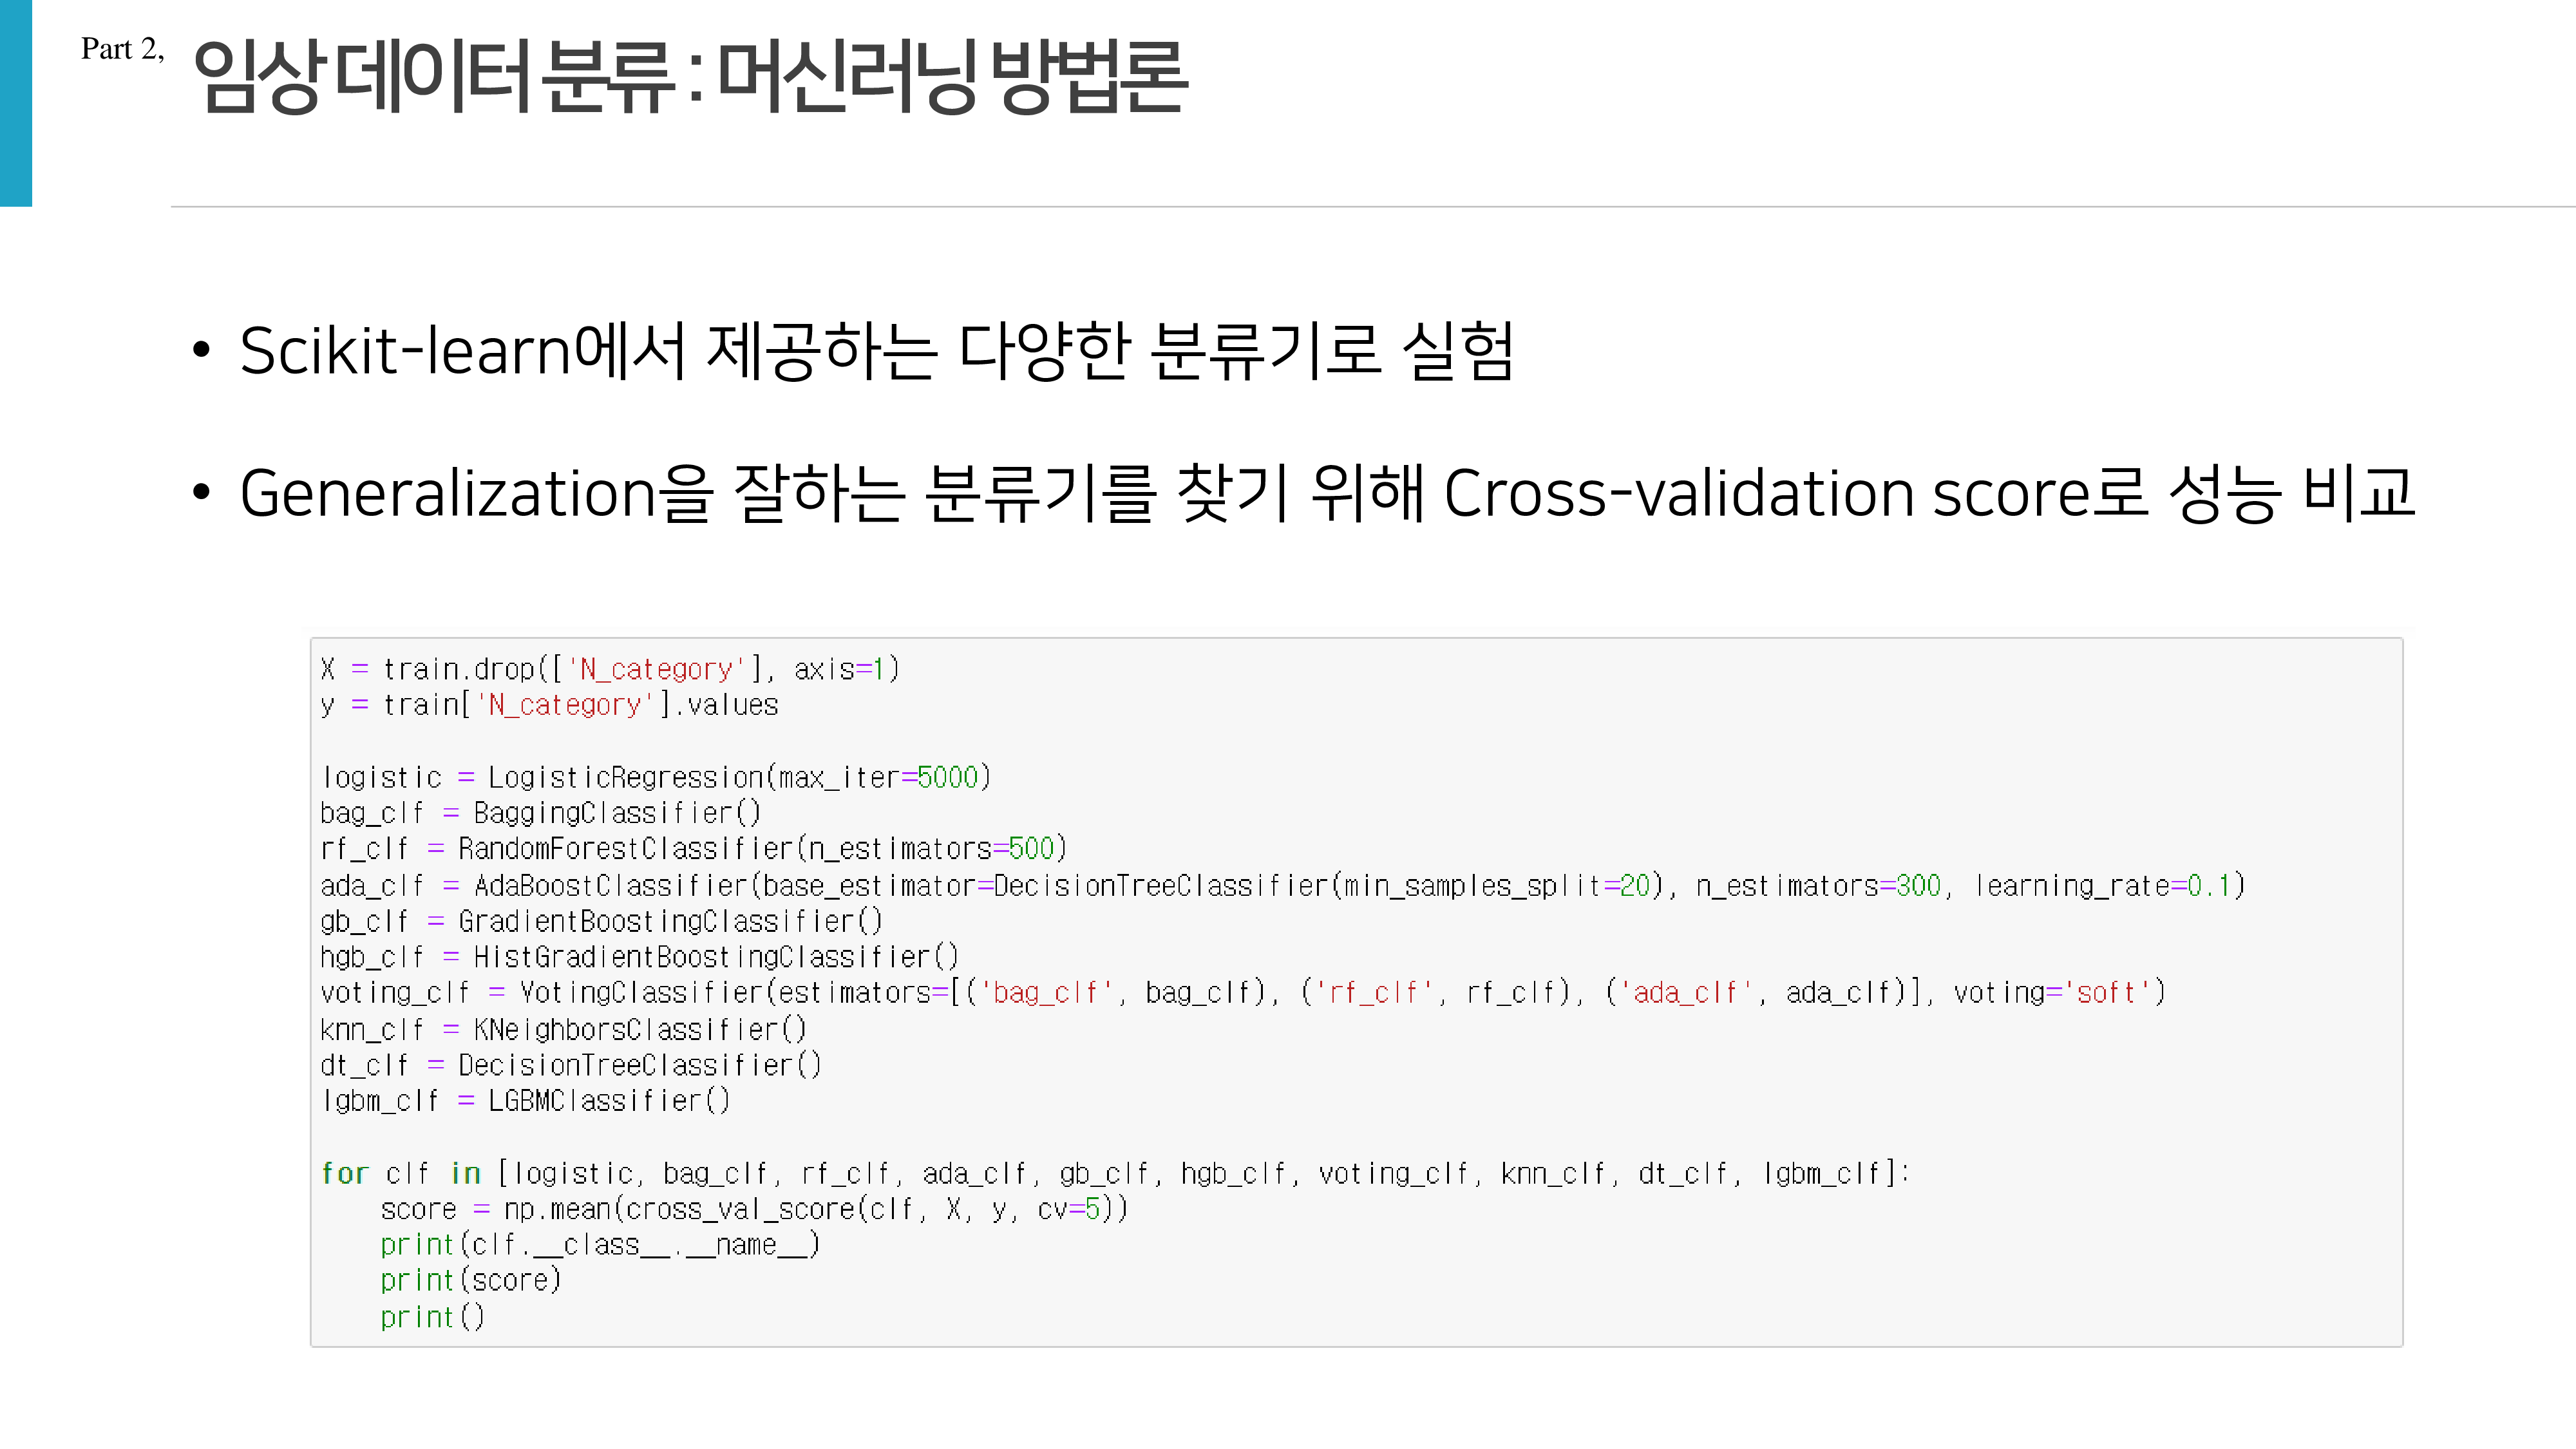 Part 2,
임상 데이터 분류 : 머신러닝 방법론
• Scikit-learn에서 제공하는 다양한 분류기로 실험
• Generalization을 잘하는 분류기를 찾기 위해 Cross-validation score로 성능 비교
X = train.drop(['N_category'], axis=1)
y = train['N_category'].values
logistic = LogisticRegression(max_iter=5000)
bag_clf = BaggingClassifier()
rf_clf = RandomForestClassifier(n_estimators=500)
ada_clf = AdaBoostClassifier(base_estimator=DecisionTreeClassifier(min_samples_split=20), n_estimators=300, learning_rate=0.1)
gb_clf = GradientBoostingClassifier()
hgb_clf = HistGradientBoostingClassifier()
voting_clf = VotingClassifier(estimators=[('bag_clf', bag_clf), ('rf_clf', rf_clf), ('ada_clf', ada_clf)], voting='soft')
knn_clf = KNeighborsClassifier()
dt_clf = DecisionTreeClassifier()
lgbm_clf = LGBMClassifier()
for clf in [logistic, bag_clf, rf_clf, ada_clf, gb_clf, hgb_clf, voting_clf, knn_clf, dt_clf, lgbm_clf]:
    score = np.mean(cross_val_score(clf, X, y, cv=5))
    print(clf.__class__.__name__)
    print(score)
    print()